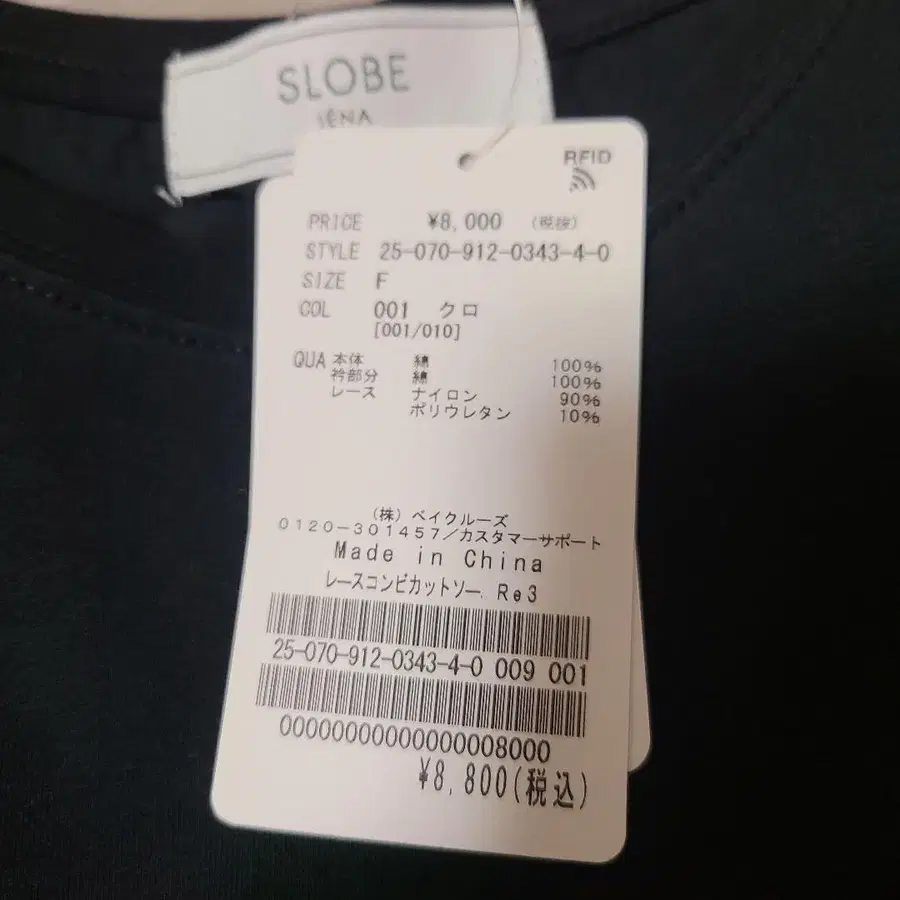 SLOBE
IÉNA
RFID
PRICE ¥8,000 (税抜)
STYLE 25-070-912-0343-4-0
SIZE F
COL 001 クロ
[001/010]
QUA 本体 綿 100%
衿部分 綿 100%
レース ナイロン 90%
ポリウレタン 10%
(株) ベイクルーズ
0120-301457/カスタマーサポート
Made in China
レースコンビカットソー. Re3
25-070-912-0343-4-0 009 001
00000000000000008000
¥8,800(税込)